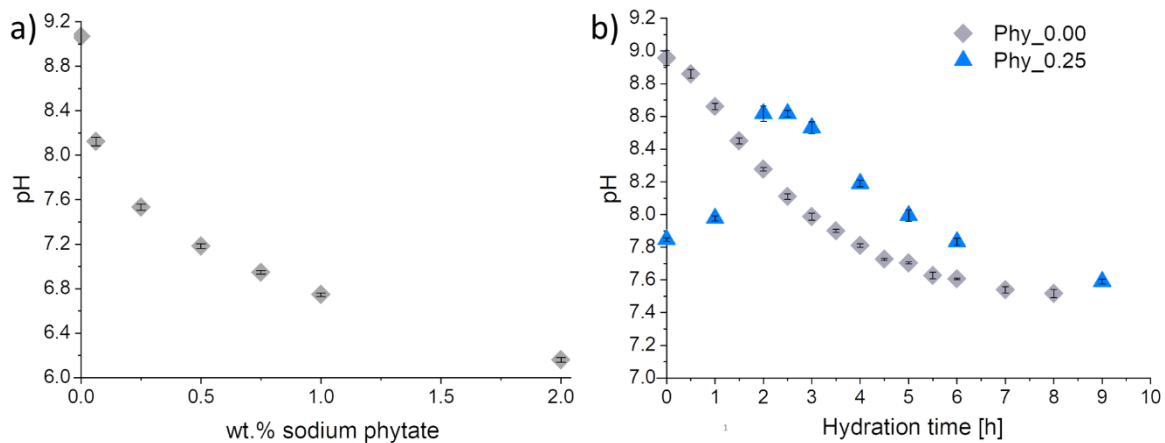 a)
9.2
8.8
8.4
8.0
7.6
7.2
6.8
6.4
6.0
pH
0.0 0.5 1.0 1.5 2.0
wt.% sodium phytate
b)
9.2
9.0
8.8
8.6
8.4
8.2
8.0
7.8
7.6
7.4
7.2
7.0
pH
Phy_0.00
Phy_0.25
0 1 2 3 4 5 6 7 8 9 10
1
Hydration time [h]